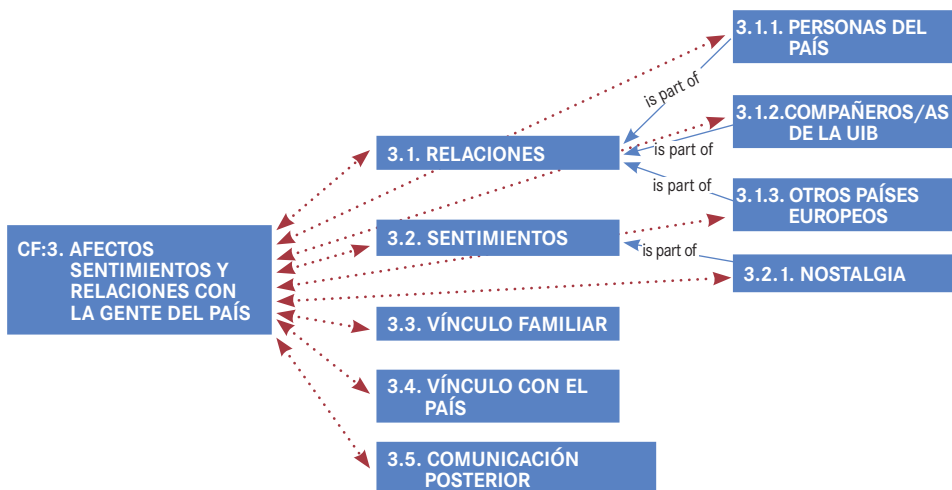 3.1.1. PERSONAS DEL
PAÍS
is part of
3.1.2.COMPAÑEROS/AS
DE LA UIB
3.1. RELACIONES
is part of
is part of
3.1.3. OTROS PAÍSES
EUROPEOS
CF:3. AFECTOS
SENTIMIENTOS Y
RELACIONES CON
LA GENTE DEL PAÍS
3.2. SENTIMIENTOS
is part of
3.2.1. NOSTALGIA
3.3. VÍNCULO FAMILIAR
3.4. VÍNCULO CON EL
PAÍS
3.5. COMUNICACIÓN
POSTERIOR